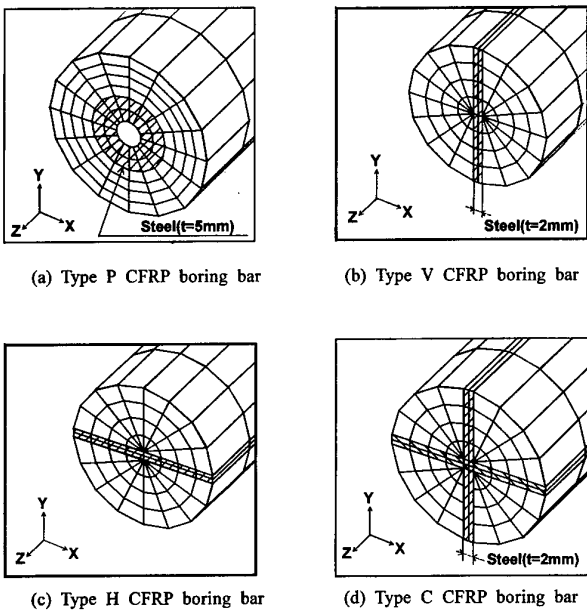 Y
Z
X
Steel(t=5mm)
(a) Type P CFRP boring bar
Y
Z
X
Steel(t=2mm)
(b) Type V CFRP boring bar
Y
Z
X
(c) Type H CFRP boring bar
Y
Z
X
Steel(t=2mm)
(d) Type C CFRP boring bar